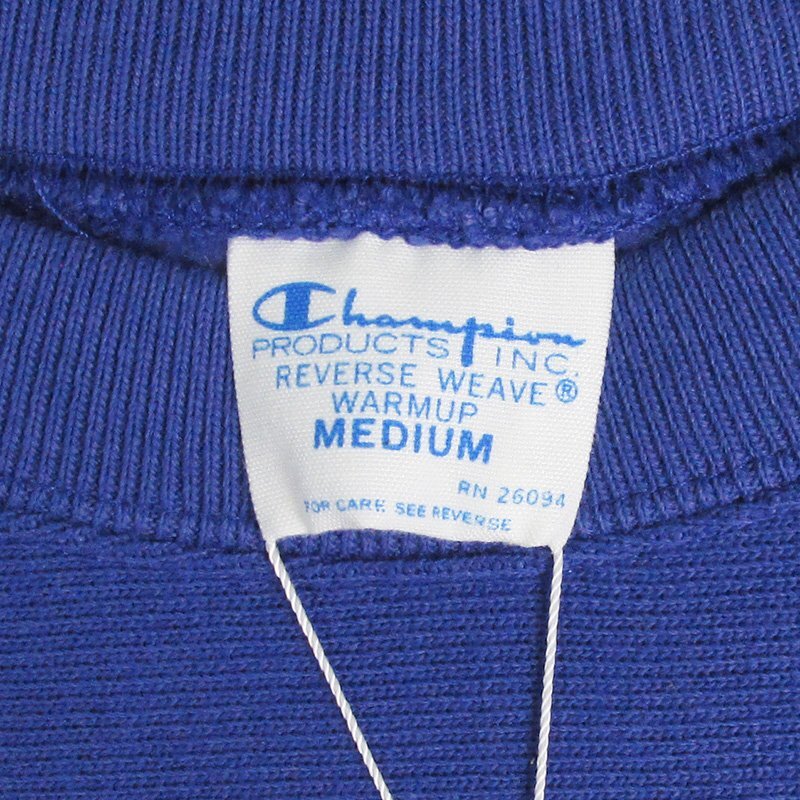 Champion
PRODUCTS INC.
REVERSE WEAVE®
WARMUP
MEDIUM
RN 26094
FOR CARE SEE REVERSE